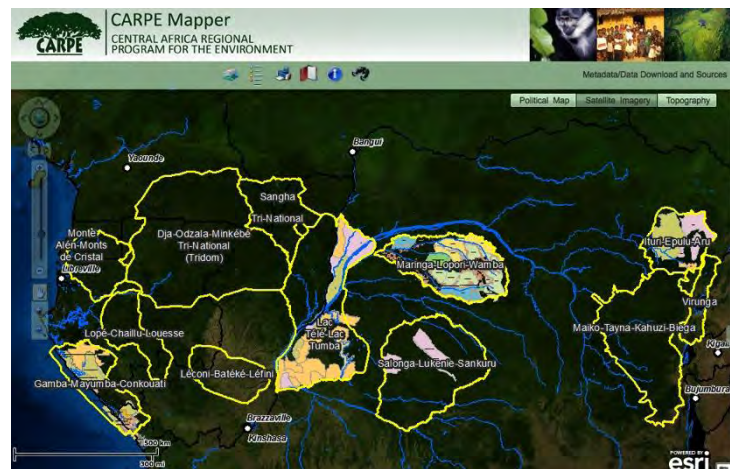 CARPE
CARPE Mapper
CENTRAL AFRICA REGIONAL
PROGRAM FOR THE ENVIRONMENT
Metadata/Data Download and Sources
Political Map
Satellite Imagery
Topography
Bangui
Yaounde
Sangha
Tri-National
Monte
Alén-Monts
de Cristal
Libreville
Dja-Odzala-Minkébé
Tri-National
(Tridom)
Ituri-Epulu-Aru
Maringa-Lopori-Wamba
Virunga
Lopé-Chaillu-Louesse
Lac
Télé-Lac
Tumba
Maiko-Tayna-Kahuzi-Biega
Kigali
Salonga-Lukenie-Sankuru
Gamba-Mayumba-Conkouati
Léconi-Batéké-Léfini
Bujumbura
Brazzaville
Kinshasa
500 km
300 mi
POWERED BY
esri